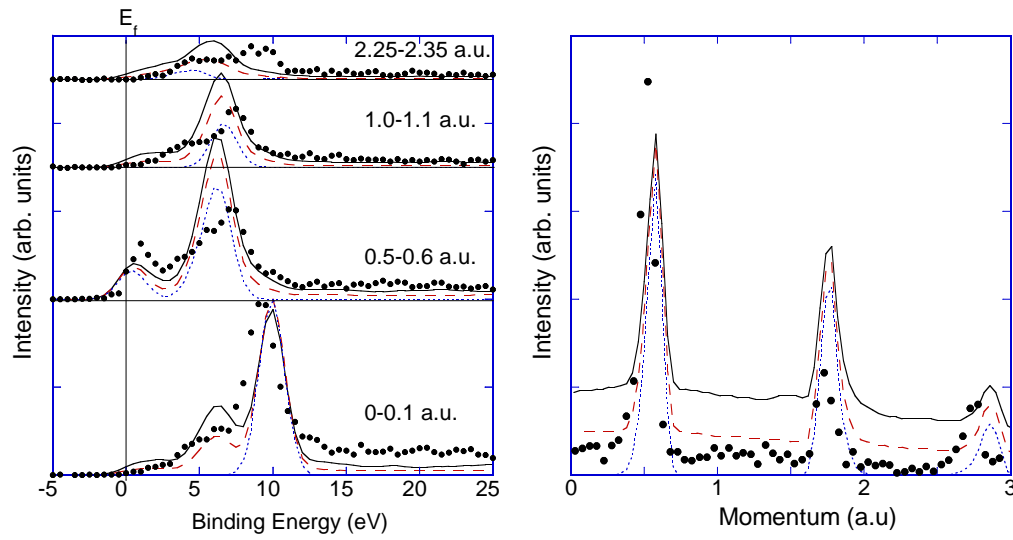 E_f
2.25-2.35 a.u.
1.0-1.1 a.u.
0.5-0.6 a.u.
0-0.1 a.u.
Intensity (arb. units)
-5 0 5 10 15 20 25
Binding Energy (eV)
Intensity (arb. units)
0 1 2 3
Momentum (a.u)